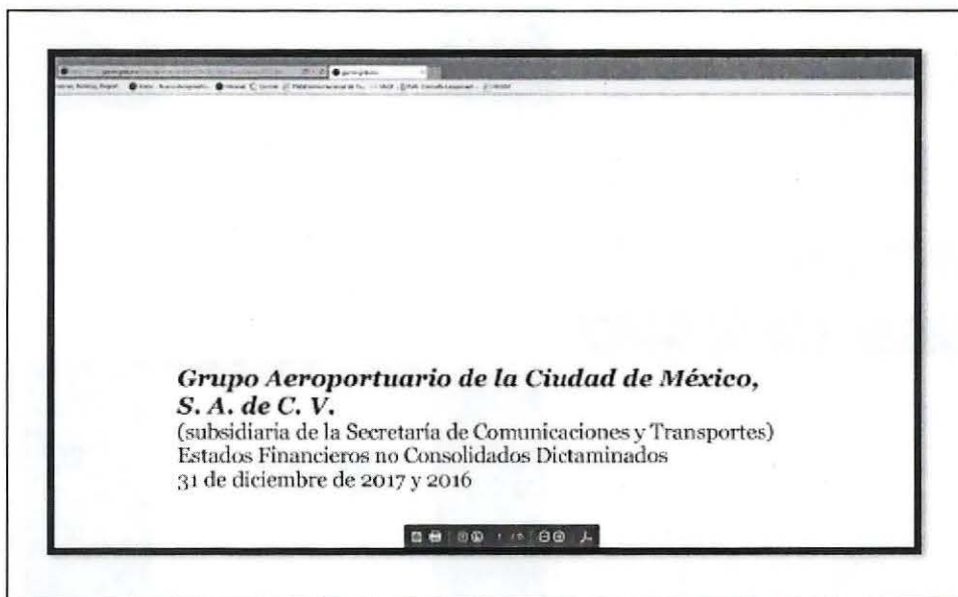 Grupo Aeroportuario de la Ciudad de México,
S. A. de C. V.
(subsidiaria de la Secretaría de Comunicaciones y Transportes)
Estados Financieros no Consolidados Dictaminados
31 de diciembre de 2017 y 2016